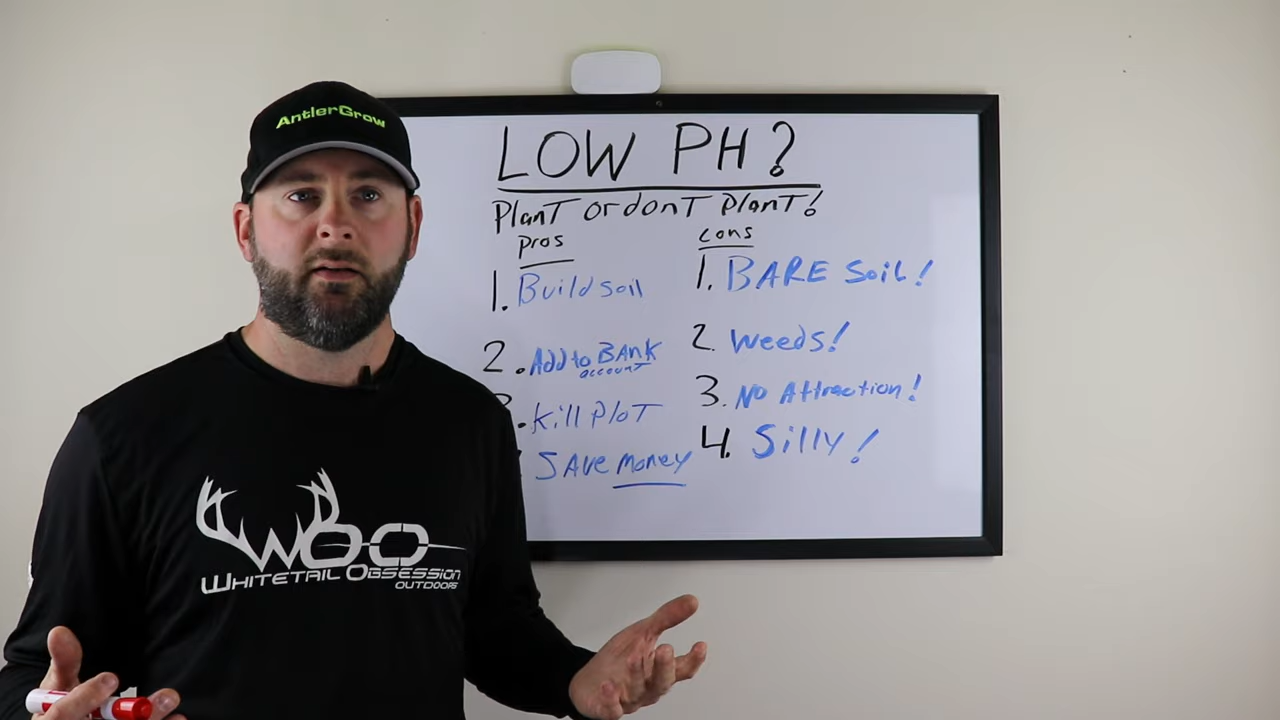 AntlerGrow
LOW PH?
PlanT or donT PlanT!
Pros
1. Build soil
2. Add to BAnK
account
Kill PloT
SAve money
Cons
1. BARE Soil!
2. Weeds!
3. No Attraction!
4. Silly!
WOO
WHITETAIL OBSESSION
OUTDOORS